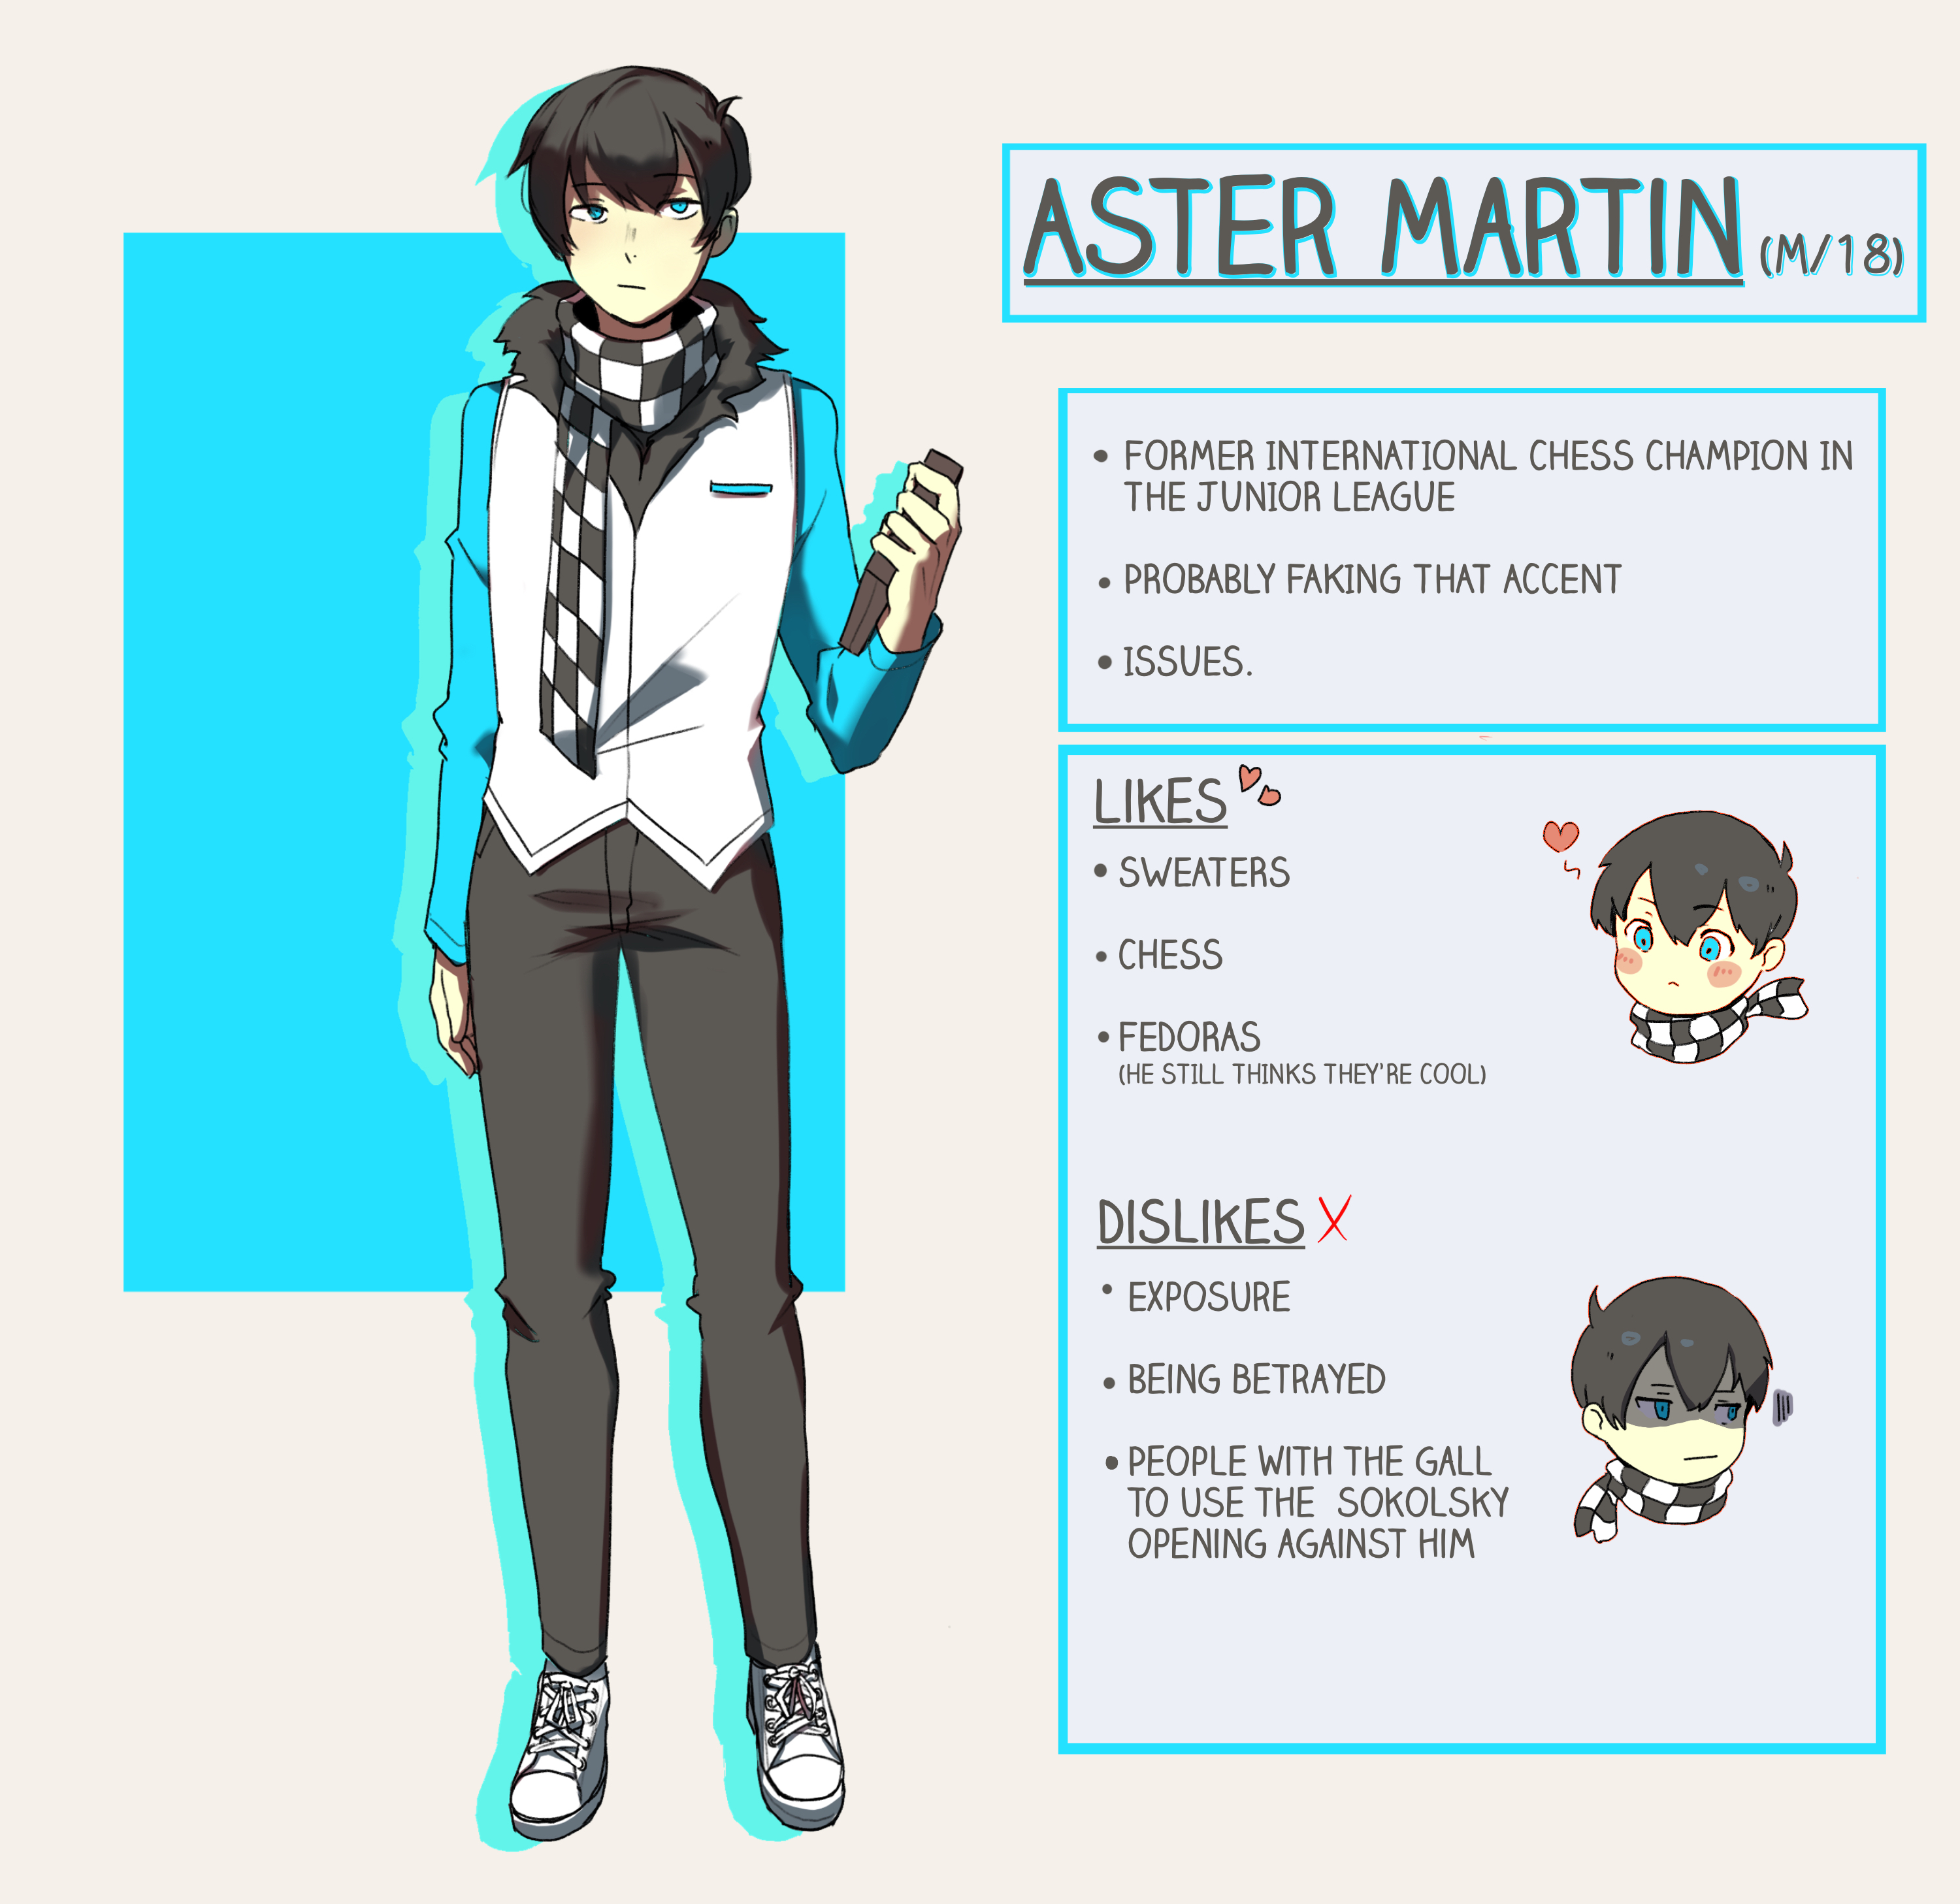 ASTER MARTIN (M/18)
• FORMER INTERNATIONAL CHESS CHAMPION IN
THE JUNIOR LEAGUE
• PROBABLY FAKING THAT ACCENT
• ISSUES.
LIKES
• SWEATERS
• CHESS
• FEDORAS
(HE STILL THINKS THEY'RE COOL)
DISLIKES X
• EXPOSURE
• BEING BETRAYED
• PEOPLE WITH THE GALL
TO USE THE SOKOLSKY
OPENING AGAINST HIM